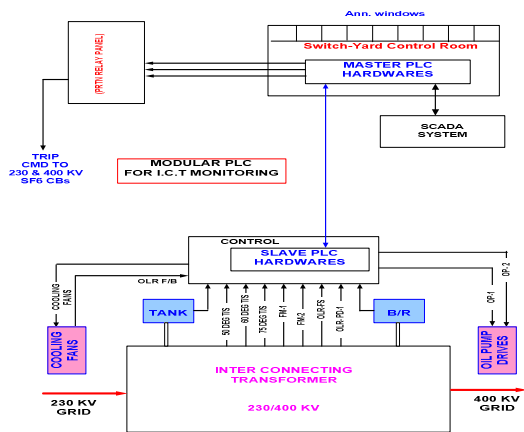 Ann. windows
Switch-Yard Control Room
MASTER PLC
HARDWARES
(PRTN RELAY PANEL)
SCADA
SYSTEM
TRIP
CMD TO
230 & 400 KV
SF6 CBs
MODULAR PLC
FOR I.C.T MONITORING
CONTROL
SLAVE PLC
HARDWARES
COOLING
FANS
OLR F/B
OP-1
OP-2
TANK
50 DEG TIS
60 DEG TIS
75 DEG TIS
FM-1
FM-2
OLR-FS
OLR- PD-1
B/R
COOLING
FANS
OIL PUMP
DRIVES
INTER CONNECTING
TRANSFORMER
230/400 KV
230 KV
GRID
400 KV
GRID